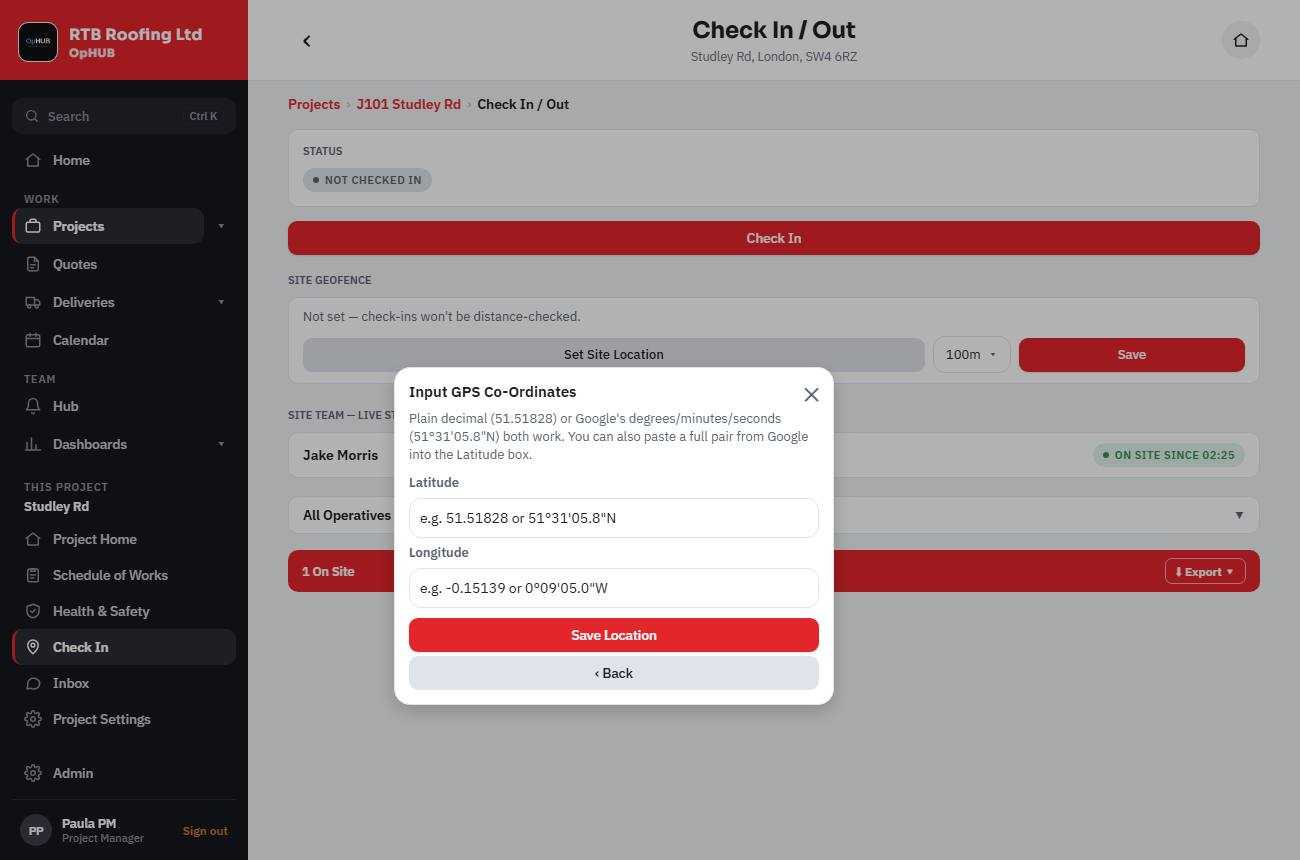 OpHUB
RTB Roofing Ltd
OpHUB
Search
Ctrl K
Home
WORK
Projects
Quotes
Deliveries
Calendar
TEAM
Hub
Dashboards
THIS PROJECT
Studley Rd
Project Home
Schedule of Works
Health & Safety
Check In
Inbox
Project Settings
Admin
PP
Paula PM
Project Manager
Sign out
Check In / Out
Studley Rd, London, SW4 6RZ
Projects › J101 Studley Rd › Check In / Out
STATUS
NOT CHECKED IN
Check In
SITE GEOFENCE
Not set — check-ins won't be distance-checked.
Set Site Location
100m
Save
SITE TEAM — LIVE
Jake Morris
ON SITE SINCE 02:25
All Operatives
1 On Site
⬇ Export ▼
Input GPS Co-Ordinates
Plain decimal (51.51828) or Google's degrees/minutes/seconds
(51°31'05.8"N) both work. You can also paste a full pair from Google
into the Latitude box.
Latitude
e.g. 51.51828 or 51°31'05.8"N
Longitude
e.g. -0.15139 or 0°09'05.0"W
Save Location
‹ Back